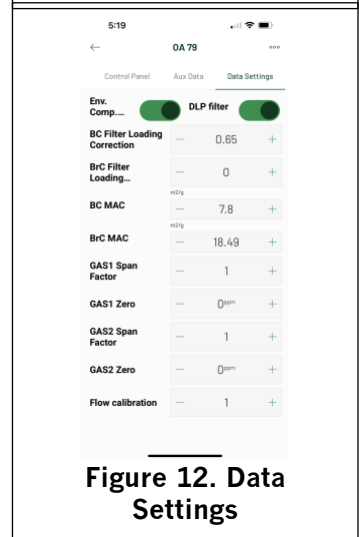 5:19
OA 79
Control Panel Aux Data Data Settings
Env.
Comp.... DLP filter
BC Filter Loading
Correction − 0.65 +
BrC Filter
Loading... − 0 +
m2/g
BC MAC − 7.8 +
m2/g
BrC MAC − 18.49 +
GAS1 Span
Factor − 1 +
GAS1 Zero − 0ppm +
GAS2 Span
Factor − 1 +
GAS2 Zero − 0ppm +
Flow calibration − 1 +
Figure 12. Data
Settings